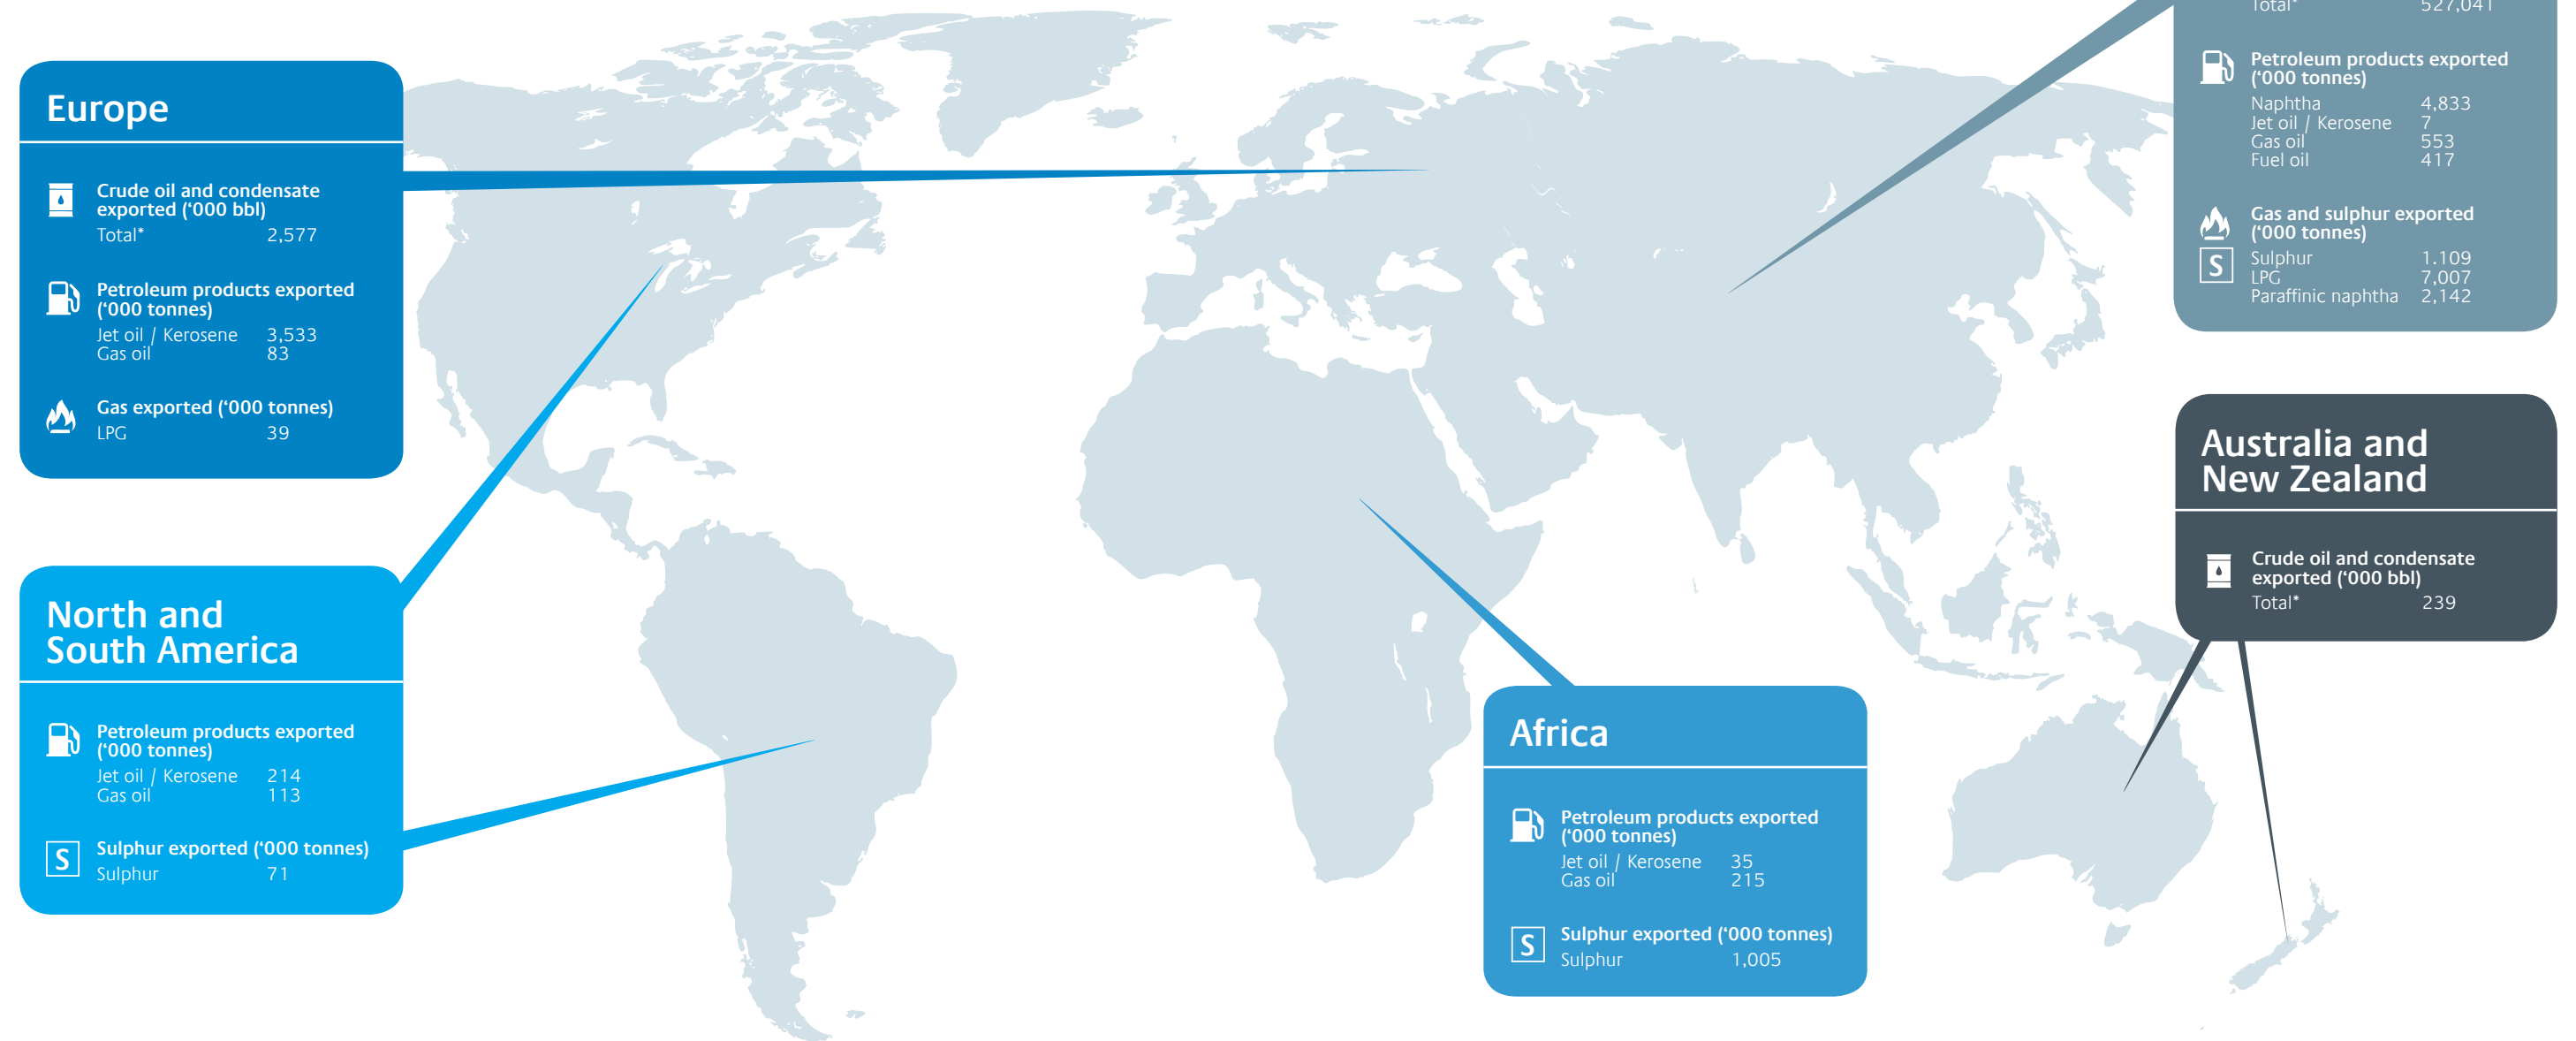 Europe
Crude oil and condensate
exported (‘000 bbl)
Total* 2,577
Petroleum products exported
(‘000 tonnes)
Jet oil / Kerosene 3,533
Gas oil 83
Gas exported (‘000 tonnes)
LPG 39
North and
South America
Petroleum products exported
(‘000 tonnes)
Jet oil / Kerosene 214
Gas oil 113
Sulphur exported (‘000 tonnes)
S Sulphur 71
Africa
Petroleum products exported
(‘000 tonnes)
Jet oil / Kerosene 35
Gas oil 215
Sulphur exported (‘000 tonnes)
S Sulphur 1,005
Total* 527,041
Petroleum products exported
(‘000 tonnes)
Naphtha 4,833
Jet oil / Kerosene 7
Gas oil 553
Fuel oil 417
Gas and sulphur exported
(‘000 tonnes)
S Sulphur 1.109
LPG 7,007
Paraffinic naphtha 2,142
Australia and
New Zealand
Crude oil and condensate
exported (‘000 bbl)
Total* 239